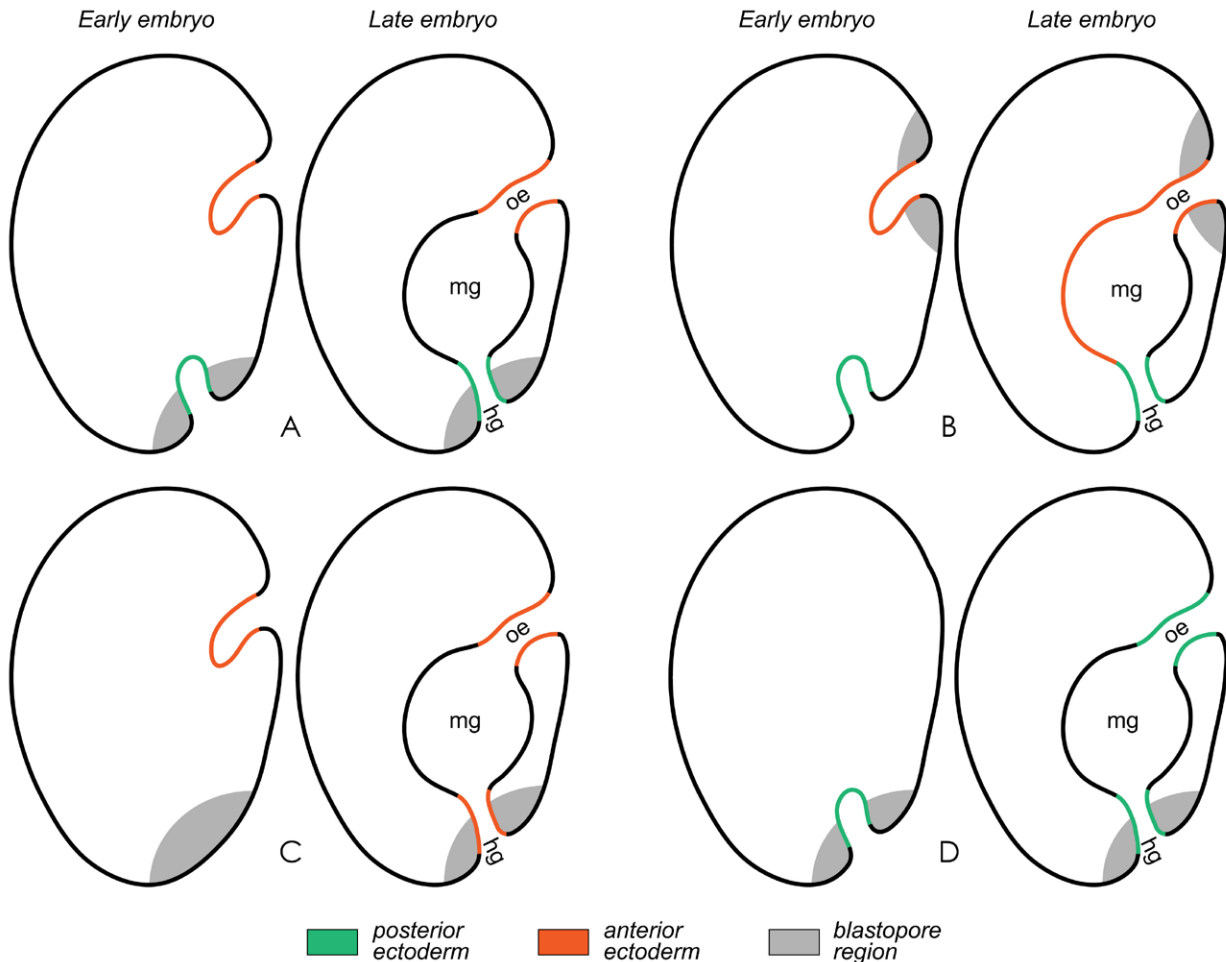 Early embryo
Late embryo
Early embryo
Late embryo
oe
mg
hg
A
oe
mg
hg
B
oe
mg
hg
C
oe
mg
hg
D
posterior
ectoderm
anterior
ectoderm
blastopore
region